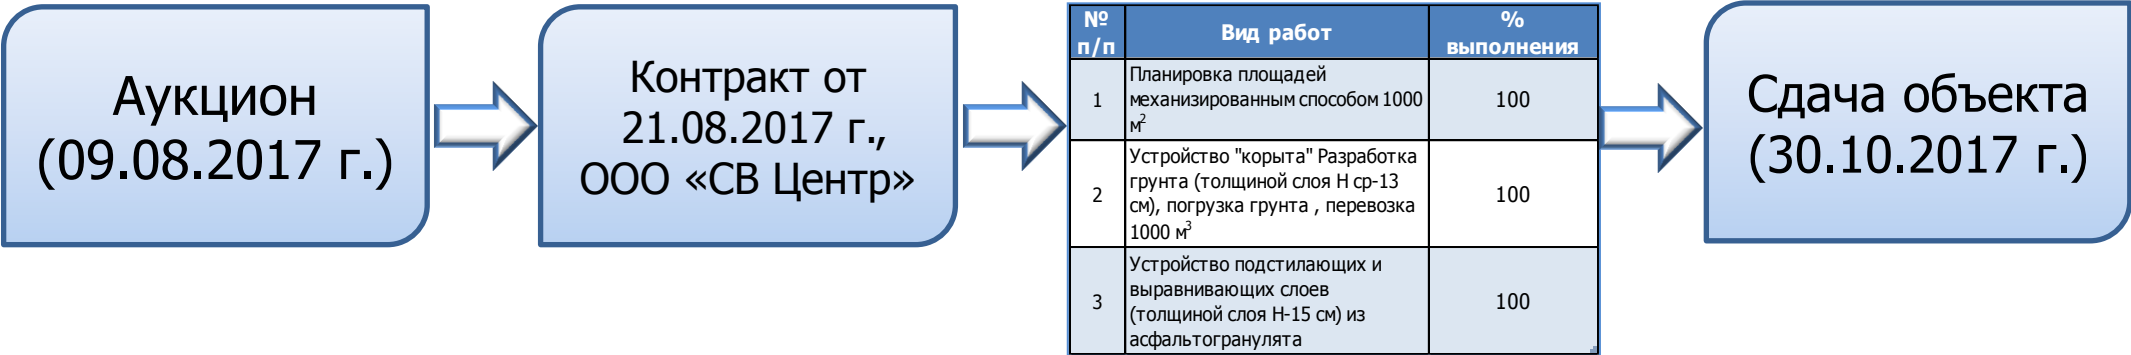 Аукцион
(09.08.2017 г.)
Контракт от
21.08.2017 г.,
ООО «СВ Центр»
№
п/п
Вид работ
%
выполнения
1
Планировка площадей
механизированным способом 1000
м²
100
2
Устройство "корыта" Разработка
грунта (толщиной слоя Н ср-13
см), погрузка грунта , перевозка
1000 м³
100
3
Устройство подстилающих и
выравнивающих слоев
(толщиной слоя Н-15 см) из
асфальтогранулята
100
Сдача объекта
(30.10.2017 г.)